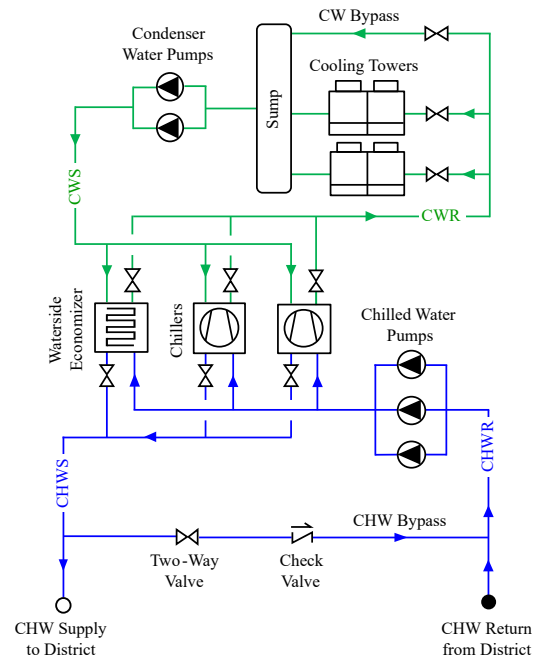 CW Bypass
Condenser
Water Pumps
Cooling Towers
Sump
CWS
CWR
Waterside
Economizer
Chillers
Chilled Water
Pumps
CHWS
CHWR
CHW Bypass
Two-Way
Valve
Check
Valve
CHW Supply
to District
CHW Return
from District